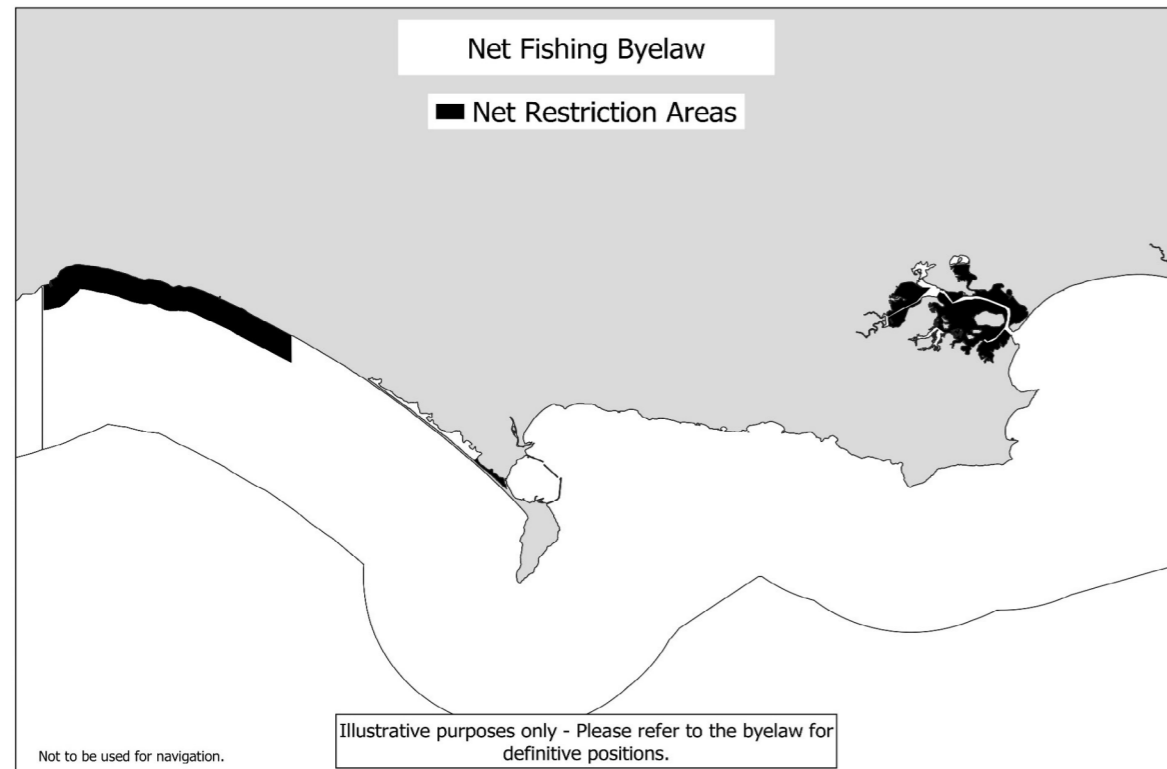 Net Fishing Byelaw
Net Restriction Areas
Illustrative purposes only - Please refer to the byelaw for
definitive positions.
Not to be used for navigation.